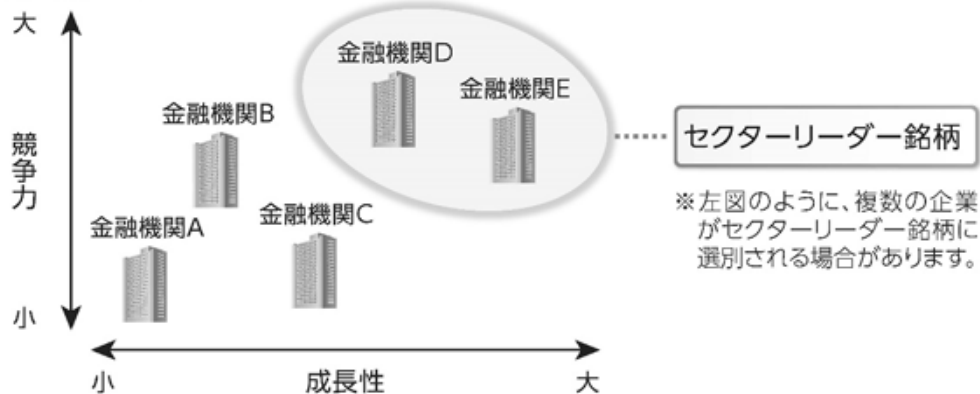 大
競争力
小
金融機関A
金融機関B
金融機関C
金融機関D
金融機関E
小
成長性
大
セクターリーダー銘柄
※左図のように、複数の企業
がセクターリーダー銘柄に
選別される場合があります。